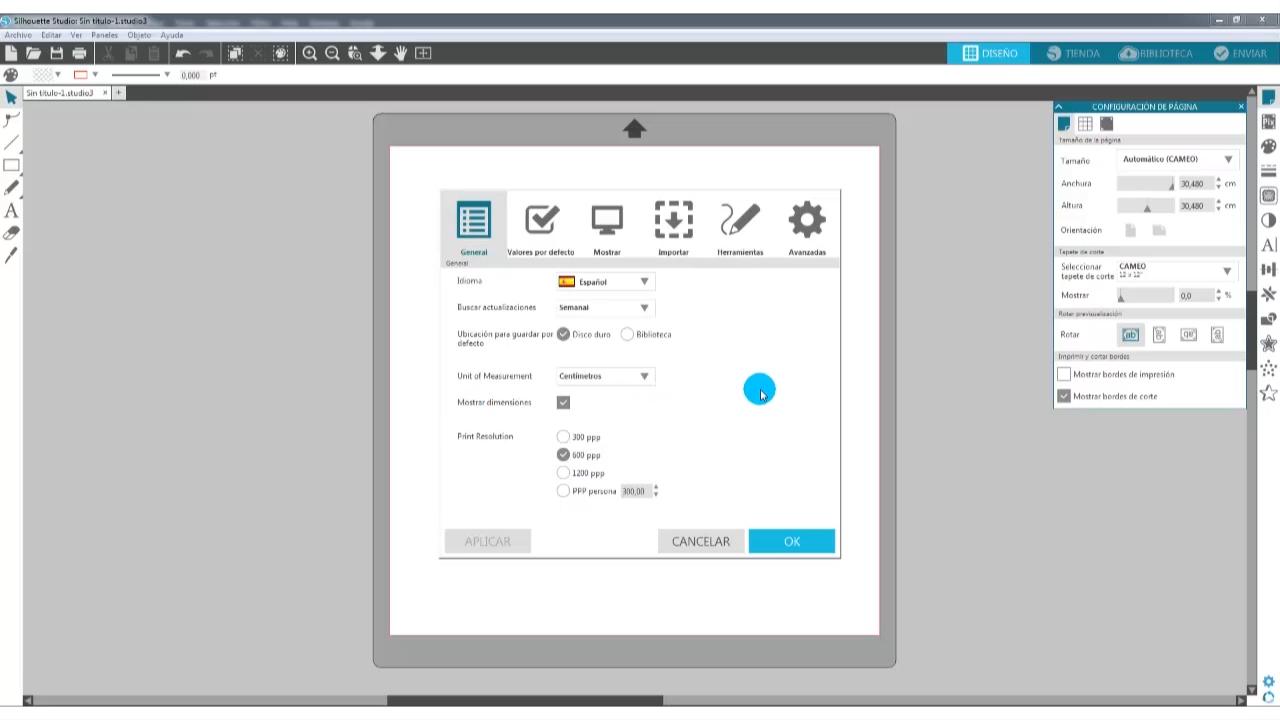 Silhouette Studio: Sin título-1.studio3
Archivo Editar Ver Paneles Objeto Ayuda
DISEÑO TIENDA BIBLIOTECA ENVIAR
0,000 pt
Sin título-1.studio3
CONFIGURACIÓN DE PÁGINA
Tamaño de la página
Tamaño Automático (CAMEO)
Anchura 30,480 cm
Altura 30,480 cm
Orientación
Tapete de corte
Seleccionar tapete de corte CAMEO
12 x 12"
Mostrar 0,0 %
Rotar previsualización
Rotar
Imprimir y cortar bordes
Mostrar bordes de impresión
Mostrar bordes de corte
General Valores por defecto Mostrar Importar Herramientas Avanzadas
General
Idioma Español
Buscar actualizaciones Semanal
Ubicación para guardar por defecto Disco duro Biblioteca
Unit of Measurement Centímetros
Mostrar dimensiones
Print Resolution 300 ppp
600 ppp
1200 ppp
PPP persona 300,00
APLICAR CANCELAR OK